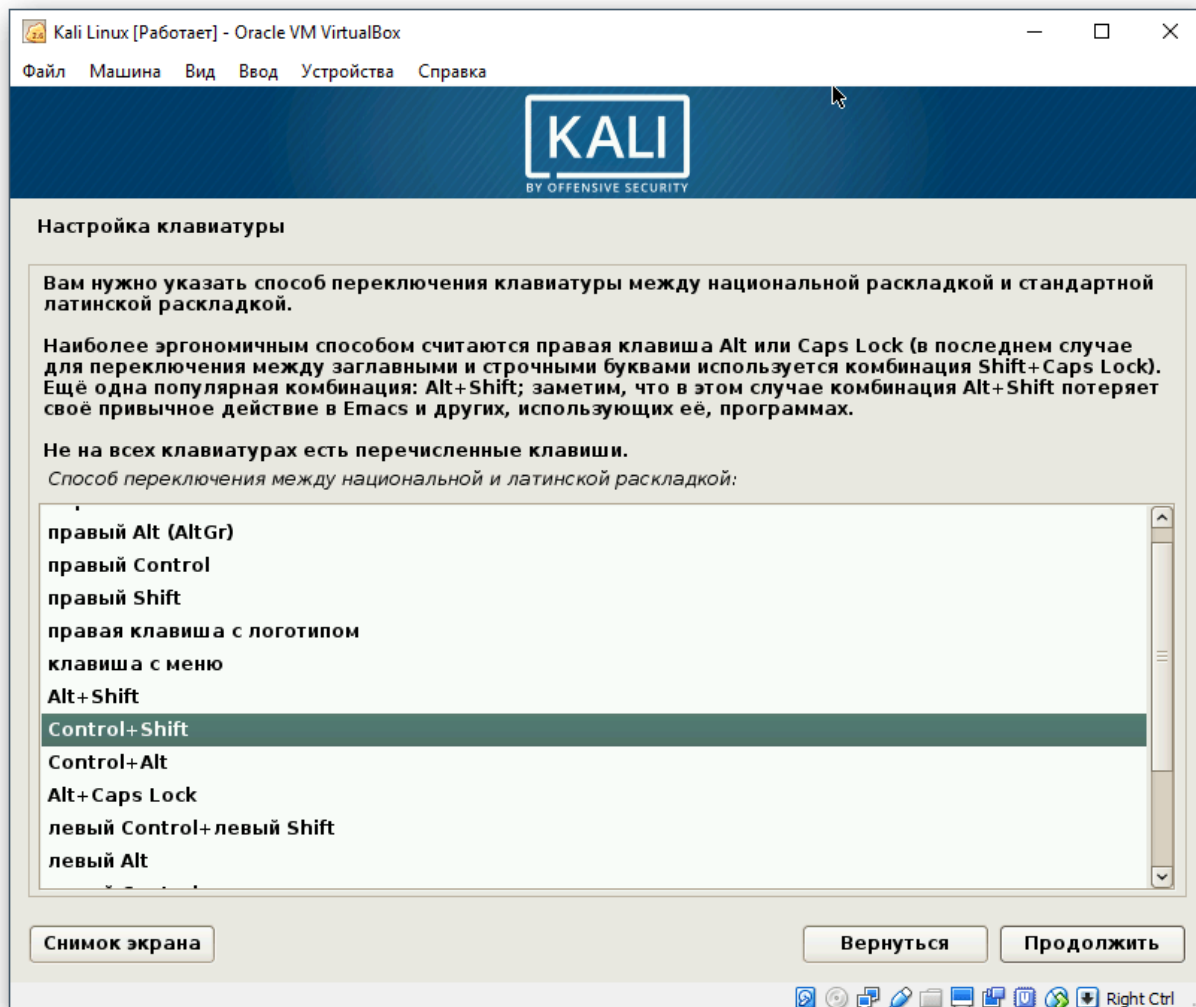 Kali Linux [Работает] - Oracle VM VirtualBox
Файл Машина Вид Ввод Устройства Справка
KALI
BY OFFENSIVE SECURITY
Настройка клавиатуры
Вам нужно указать способ переключения клавиатуры между национальной раскладкой и стандартной
латинской раскладкой.
Наиболее эргономичным способом считаются правая клавиша Alt или Caps Lock (в последнем случае
для переключения между заглавными и строчными буквами используется комбинация Shift+Caps Lock).
Ещё одна популярная комбинация: Alt+Shift; заметим, что в этом случае комбинация Alt+Shift потеряет
своё привычное действие в Emacs и других, использующих её, программах.
Не на всех клавиатурах есть перечисленные клавиши.
Способ переключения между национальной и латинской раскладкой:
правый Alt (AltGr)
правый Control
правый Shift
правая клавиша с логотипом
клавиша с меню
Alt+Shift
Control+Shift
Control+Alt
Alt+Caps Lock
левый Control+левый Shift
левый Alt
Снимок экрана Вернуться Продолжить
Right Ctrl